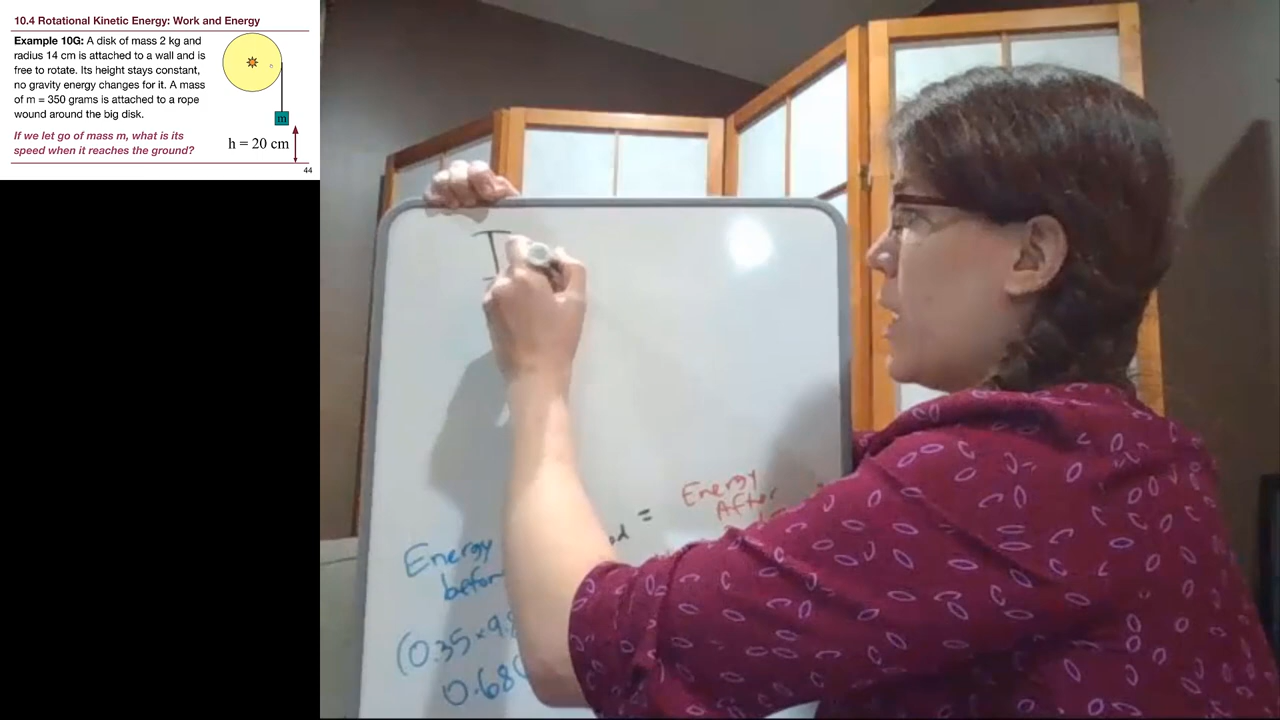 10.4 Rotational Kinetic Energy: Work and Energy
Example 10G: A disk of mass 2 kg and
radius 14 cm is attached to a wall and is
free to rotate. Its height stays constant,
no gravity energy changes for it. A mass
of m = 350 grams is attached to a rope
wound around the big disk.
If we let go of mass m, what is its
speed when it reaches the ground?
m
h = 20 cm
44
I
Energy
befor
=
Energy
After
(0.35 × 9.8
0.68